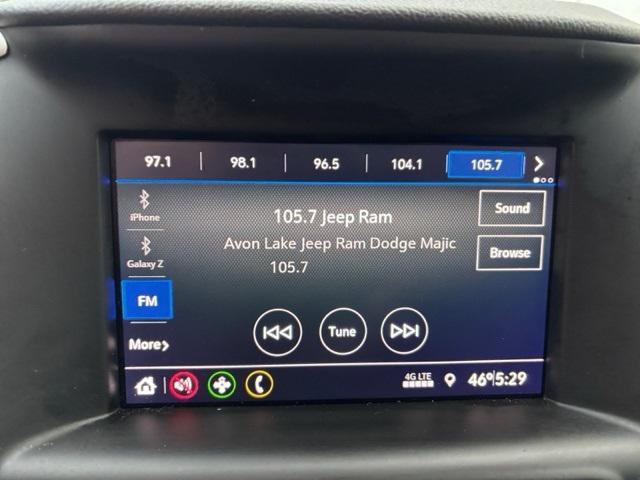 97.1 98.1 96.5 104.1 105.7
iPhone
Galaxy Z
FM
More
105.7 Jeep Ram
Avon Lake Jeep Ram Dodge Majic
105.7
Tune
Sound
Browse
4G LTE
46° 5:29